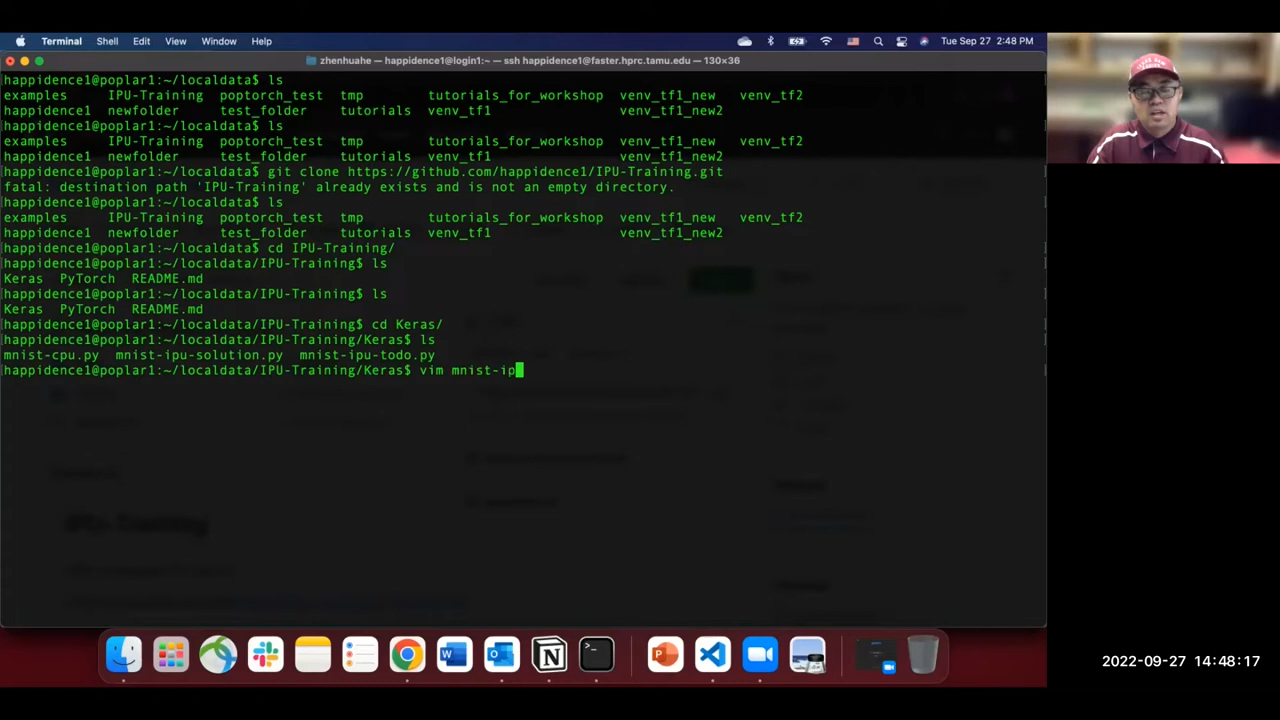 Terminal Shell Edit View Window Help Tue Sep 27 2:48 PM
zhenhuahe — happidence1@login1:~ — ssh happidence1@faster.hprc.tamu.edu — 130×36
[happidence1@poplar1:~/localdata$ ls
examples IPU-Training poptorch_test tmp tutorials_for_workshop venv_tf1_new venv_tf2
happidence1 newfolder test_folder tutorials venv_tf1 venv_tf1_new2
[happidence1@poplar1:~/localdata$ ls
examples IPU-Training poptorch_test tmp tutorials_for_workshop venv_tf1_new venv_tf2
happidence1 newfolder test_folder tutorials venv_tf1 venv_tf1_new2
[happidence1@poplar1:~/localdata$ git clone https://github.com/happidence1/IPU-Training.git
fatal: destination path 'IPU-Training' already exists and is not an empty directory.
[happidence1@poplar1:~/localdata$ ls
examples IPU-Training poptorch_test tmp tutorials_for_workshop venv_tf1_new venv_tf2
happidence1 newfolder test_folder tutorials venv_tf1 venv_tf1_new2
[happidence1@poplar1:~/localdata$ cd IPU-Training/
[happidence1@poplar1:~/localdata/IPU-Training$ ls
Keras PyTorch README.md
[happidence1@poplar1:~/localdata/IPU-Training$ ls
Keras PyTorch README.md
[happidence1@poplar1:~/localdata/IPU-Training$ cd Keras/
[happidence1@poplar1:~/localdata/IPU-Training/Keras$ ls
mnist-cpu.py mnist-ipu-solution.py mnist-ipu-todo.py
[happidence1@poplar1:~/localdata/IPU-Training/Keras$ vim mnist-ip
IPU-Training
2022-09-27 14:48:17